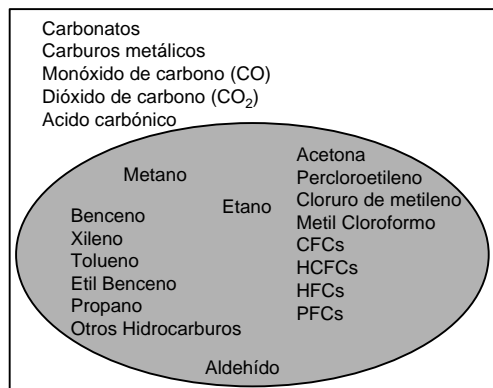 Carbonatos
Carburos metálicos
Monóxido de carbono (CO)
Dióxido de carbono (CO₂)
Acido carbónico
Metano
Etano
Benceno
Xileno
Tolueno
Etil Benceno
Propano
Otros Hidrocarburos
Acetona
Percloroetileno
Cloruro de metileno
Metil Cloroformo
CFCs
HCFCs
HFCs
PFCs
Aldehído